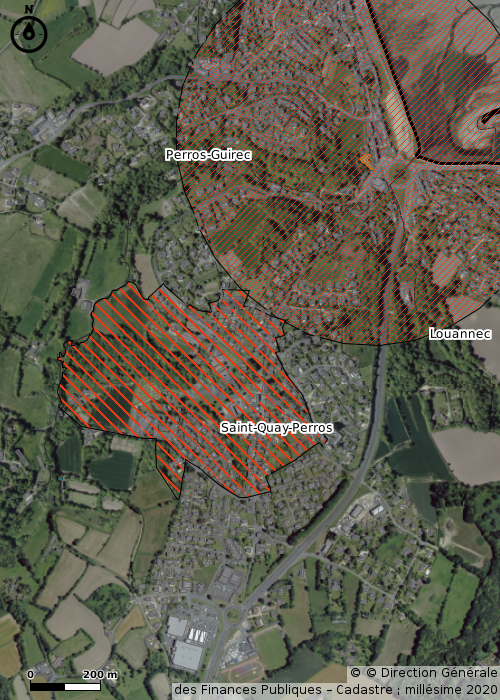 N
Perros-Guirec
Louannec
Saint-Quay-Perros
0 200 m
© © Direction Générale
des Finances Publiques – Cadastre ; millésime 2020